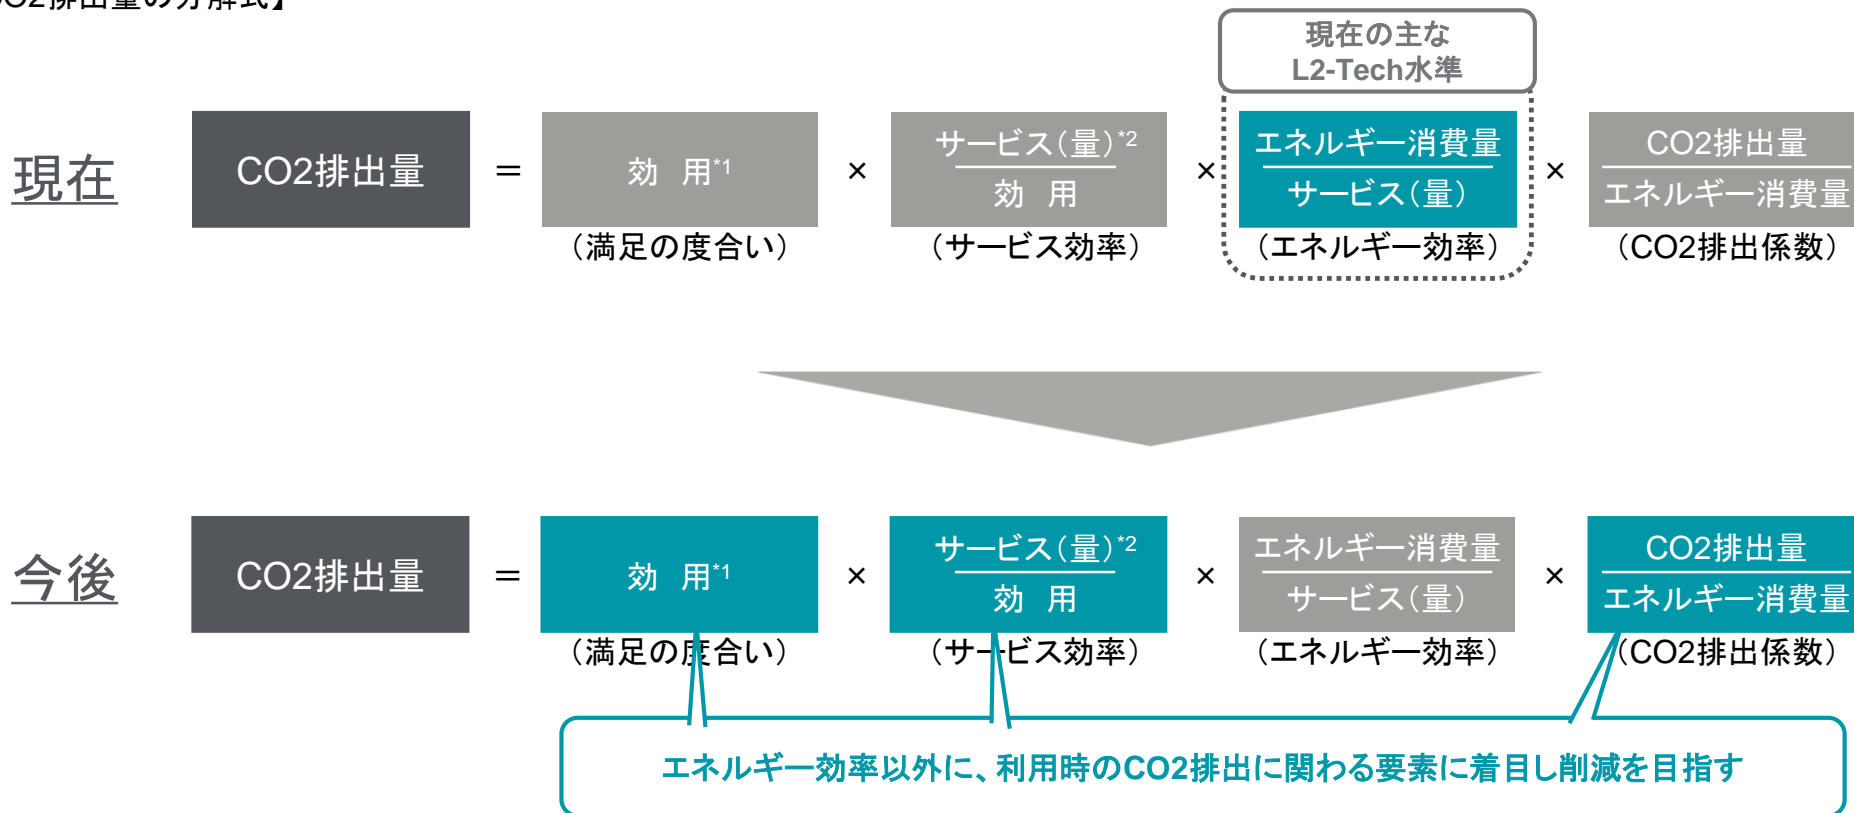 CO2排出量の分解式】
現在の主な
L2-Tech水準
現在
CO2排出量
＝
効 用*1
×
サービス（量）*2
効 用
×
エネルギー消費量
サービス（量）
×
CO2排出量
エネルギー消費量
（満足の度合い）
（サービス効率）
（エネルギー効率）
（CO2排出係数）
今後
CO2排出量
＝
効 用*1
×
サービス（量）*2
効 用
×
エネルギー消費量
サービス（量）
×
CO2排出量
エネルギー消費量
（満足の度合い）
（サービス効率）
（エネルギー効率）
（CO2排出係数）
エネルギー効率以外に、利用時のCO2排出に関わる要素に着目し削減を目指す